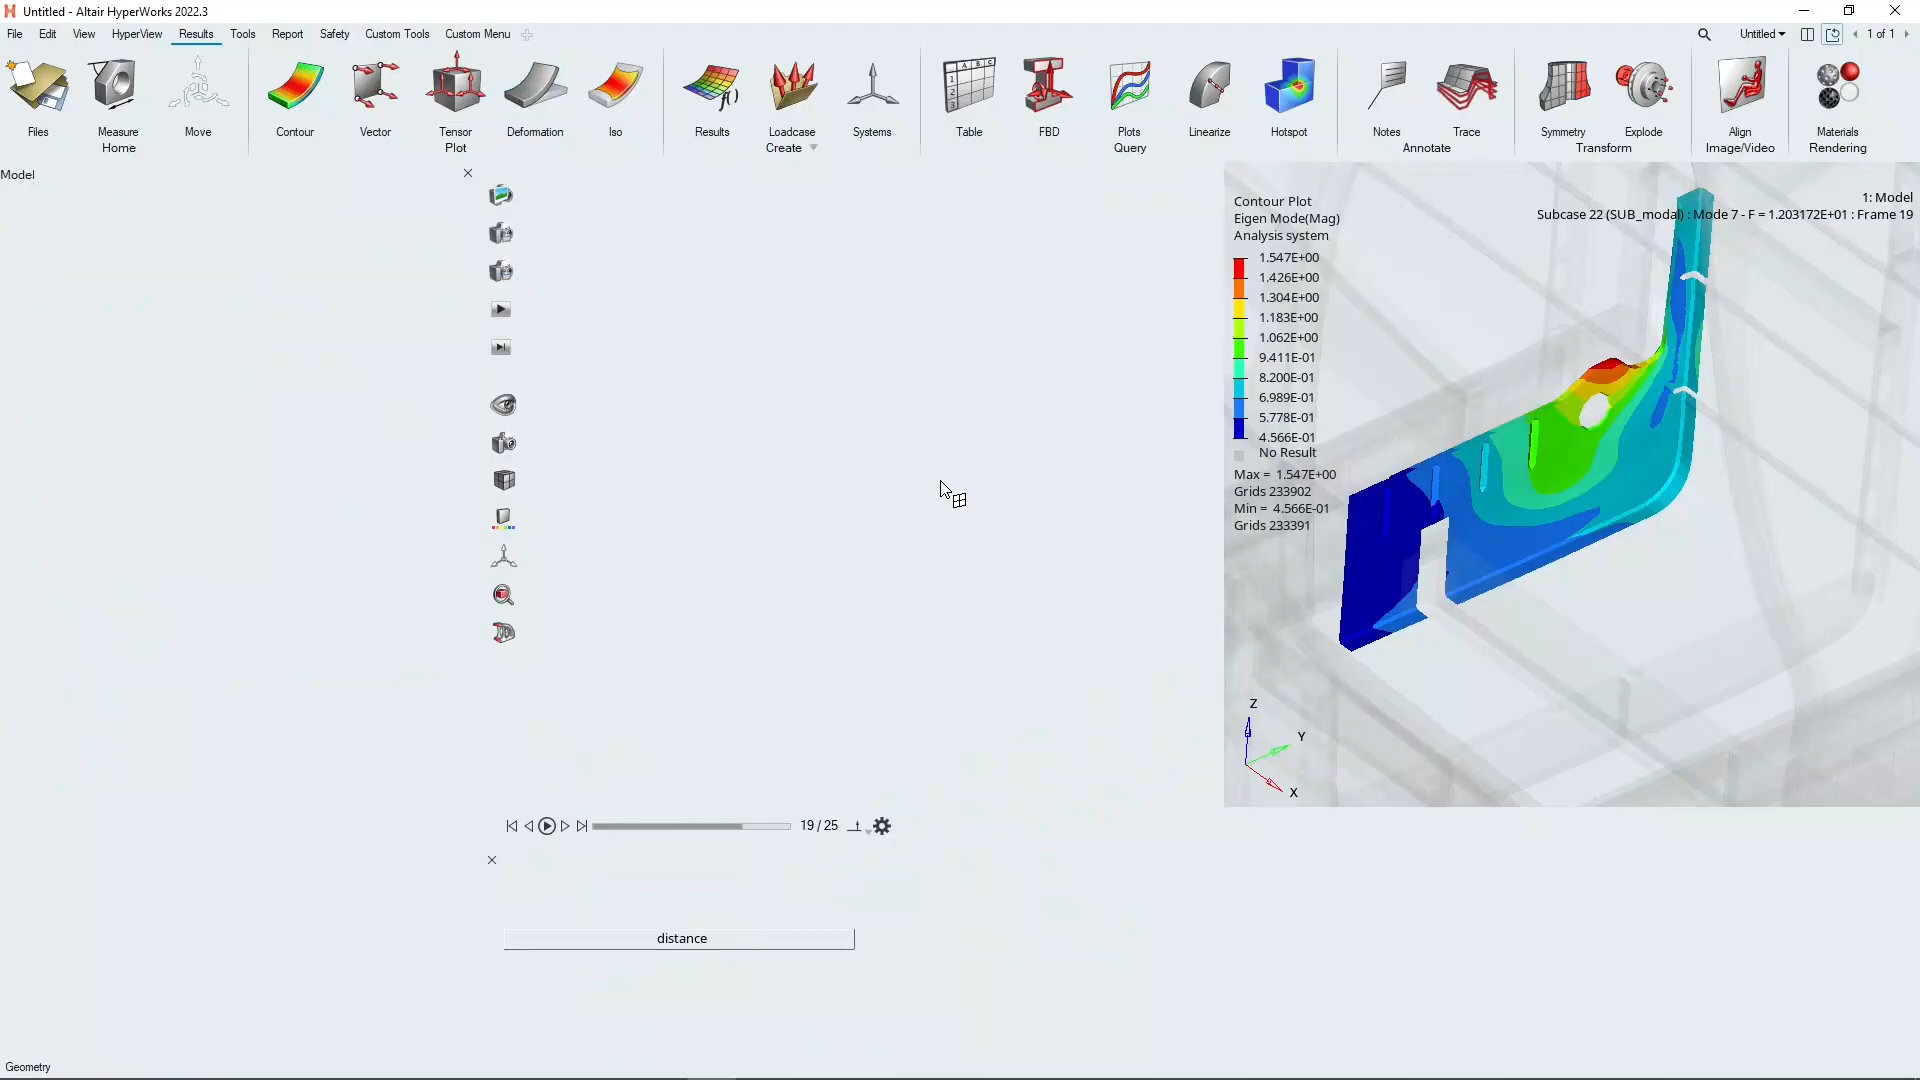 Untitled - Altair HyperWorks 2022.3
File Edit View HyperView Results Tools Report Safety Custom Tools Custom Menu Untitled 1 of 1
Files Measure Move Contour Vector Tensor Deformation Iso Results Loadcase Systems Table FBD Plots Linearize Hotspot Notes Trace Symmetry Explode Align Materials
Home Plot Create Query Annotate Transform Image/Video Rendering
Model
Contour Plot
Eigen Mode(Mag)
Analysis system
1.547E+00
1.426E+00
1.304E+00
1.183E+00
1.062E+00
9.411E-01
8.200E-01
6.989E-01
5.778E-01
4.566E-01
No Result
Max = 1.547E+00
Grids 233902
Min = 4.566E-01
Grids 233391
1: Model
Subcase 22 (SUB_modal) : Mode 7 - F = 1.203172E+01 : Frame 19
Z
Y
X
19 / 25
distance
Geometry